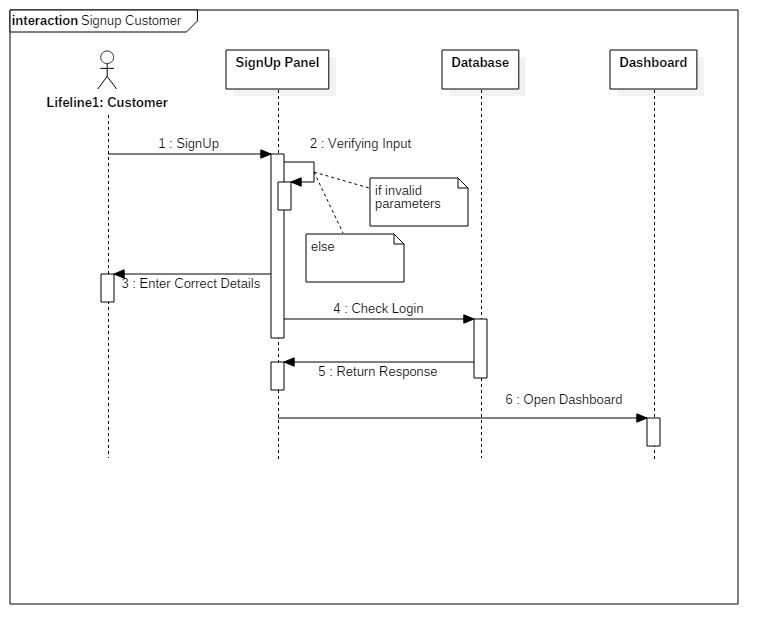 interaction Signup Customer
SignUp Panel
Database
Dashboard
Lifeline1: Customer
1 : SignUp
2 : Verifying Input
if invalid
parameters
else
3 : Enter Correct Details
4 : Check Login
5 : Return Response
6 : Open Dashboard